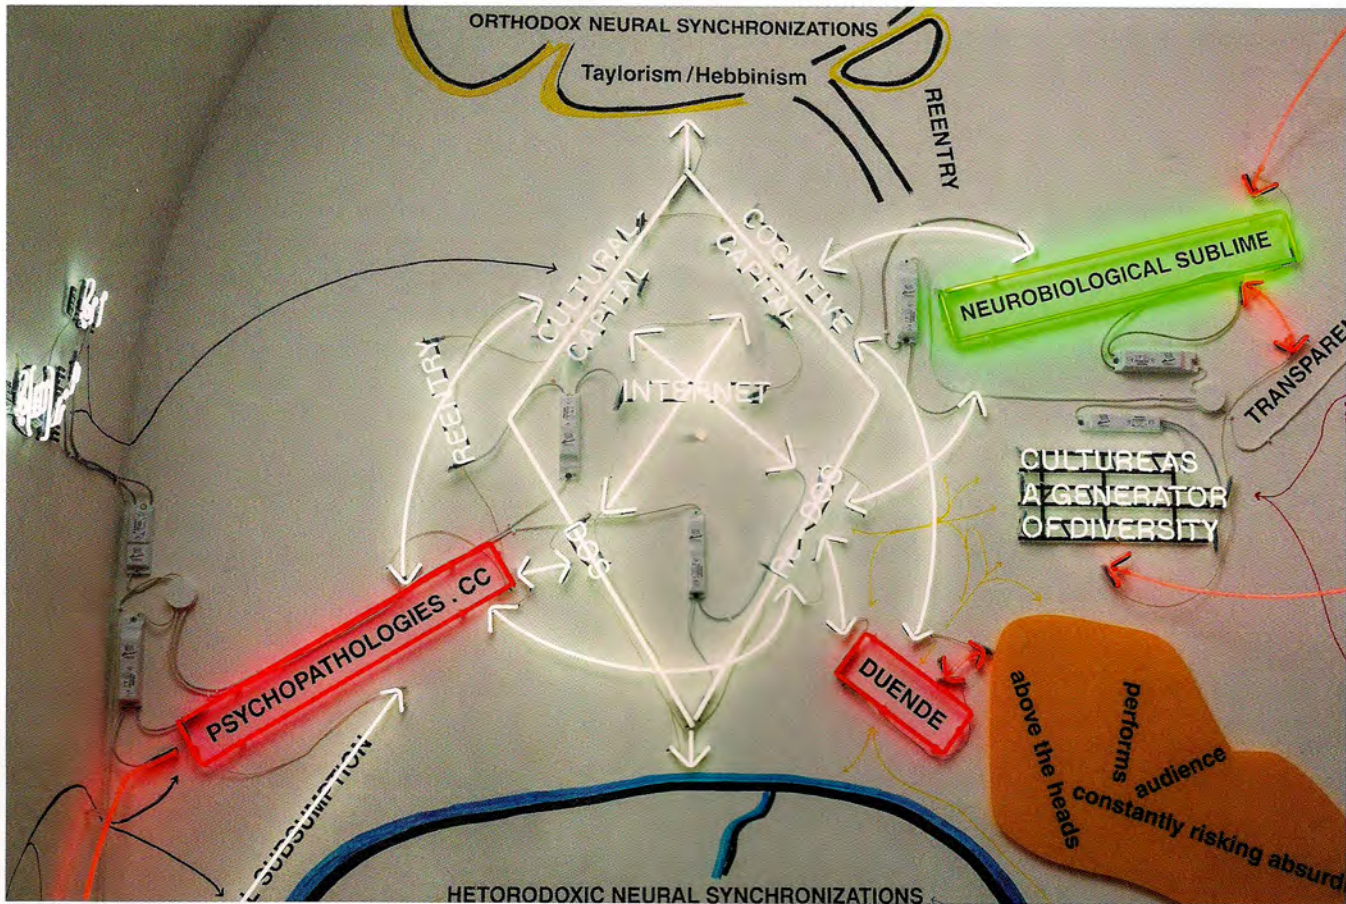 ORTHODOX NEURAL SYNCHRONIZATIONS
Taylorism/Hebbinism
REENTRY
CULTURAL
CAPITAL
COGNITIVE
CAPITAL
NEUROBIOLOGICAL SUBLIME
REENTRY
INTERNET
TRANSPAREN
CULTURE AS
A GENERATOR
OF DIVERSITY
PSYCHOPATHOLOGIES . CC
DUENDE
above the heads
performs
audience
constantly risking absurd
SUBSUMPTION
HETORODOXIC NEURAL SYNCHRONIZATIONS